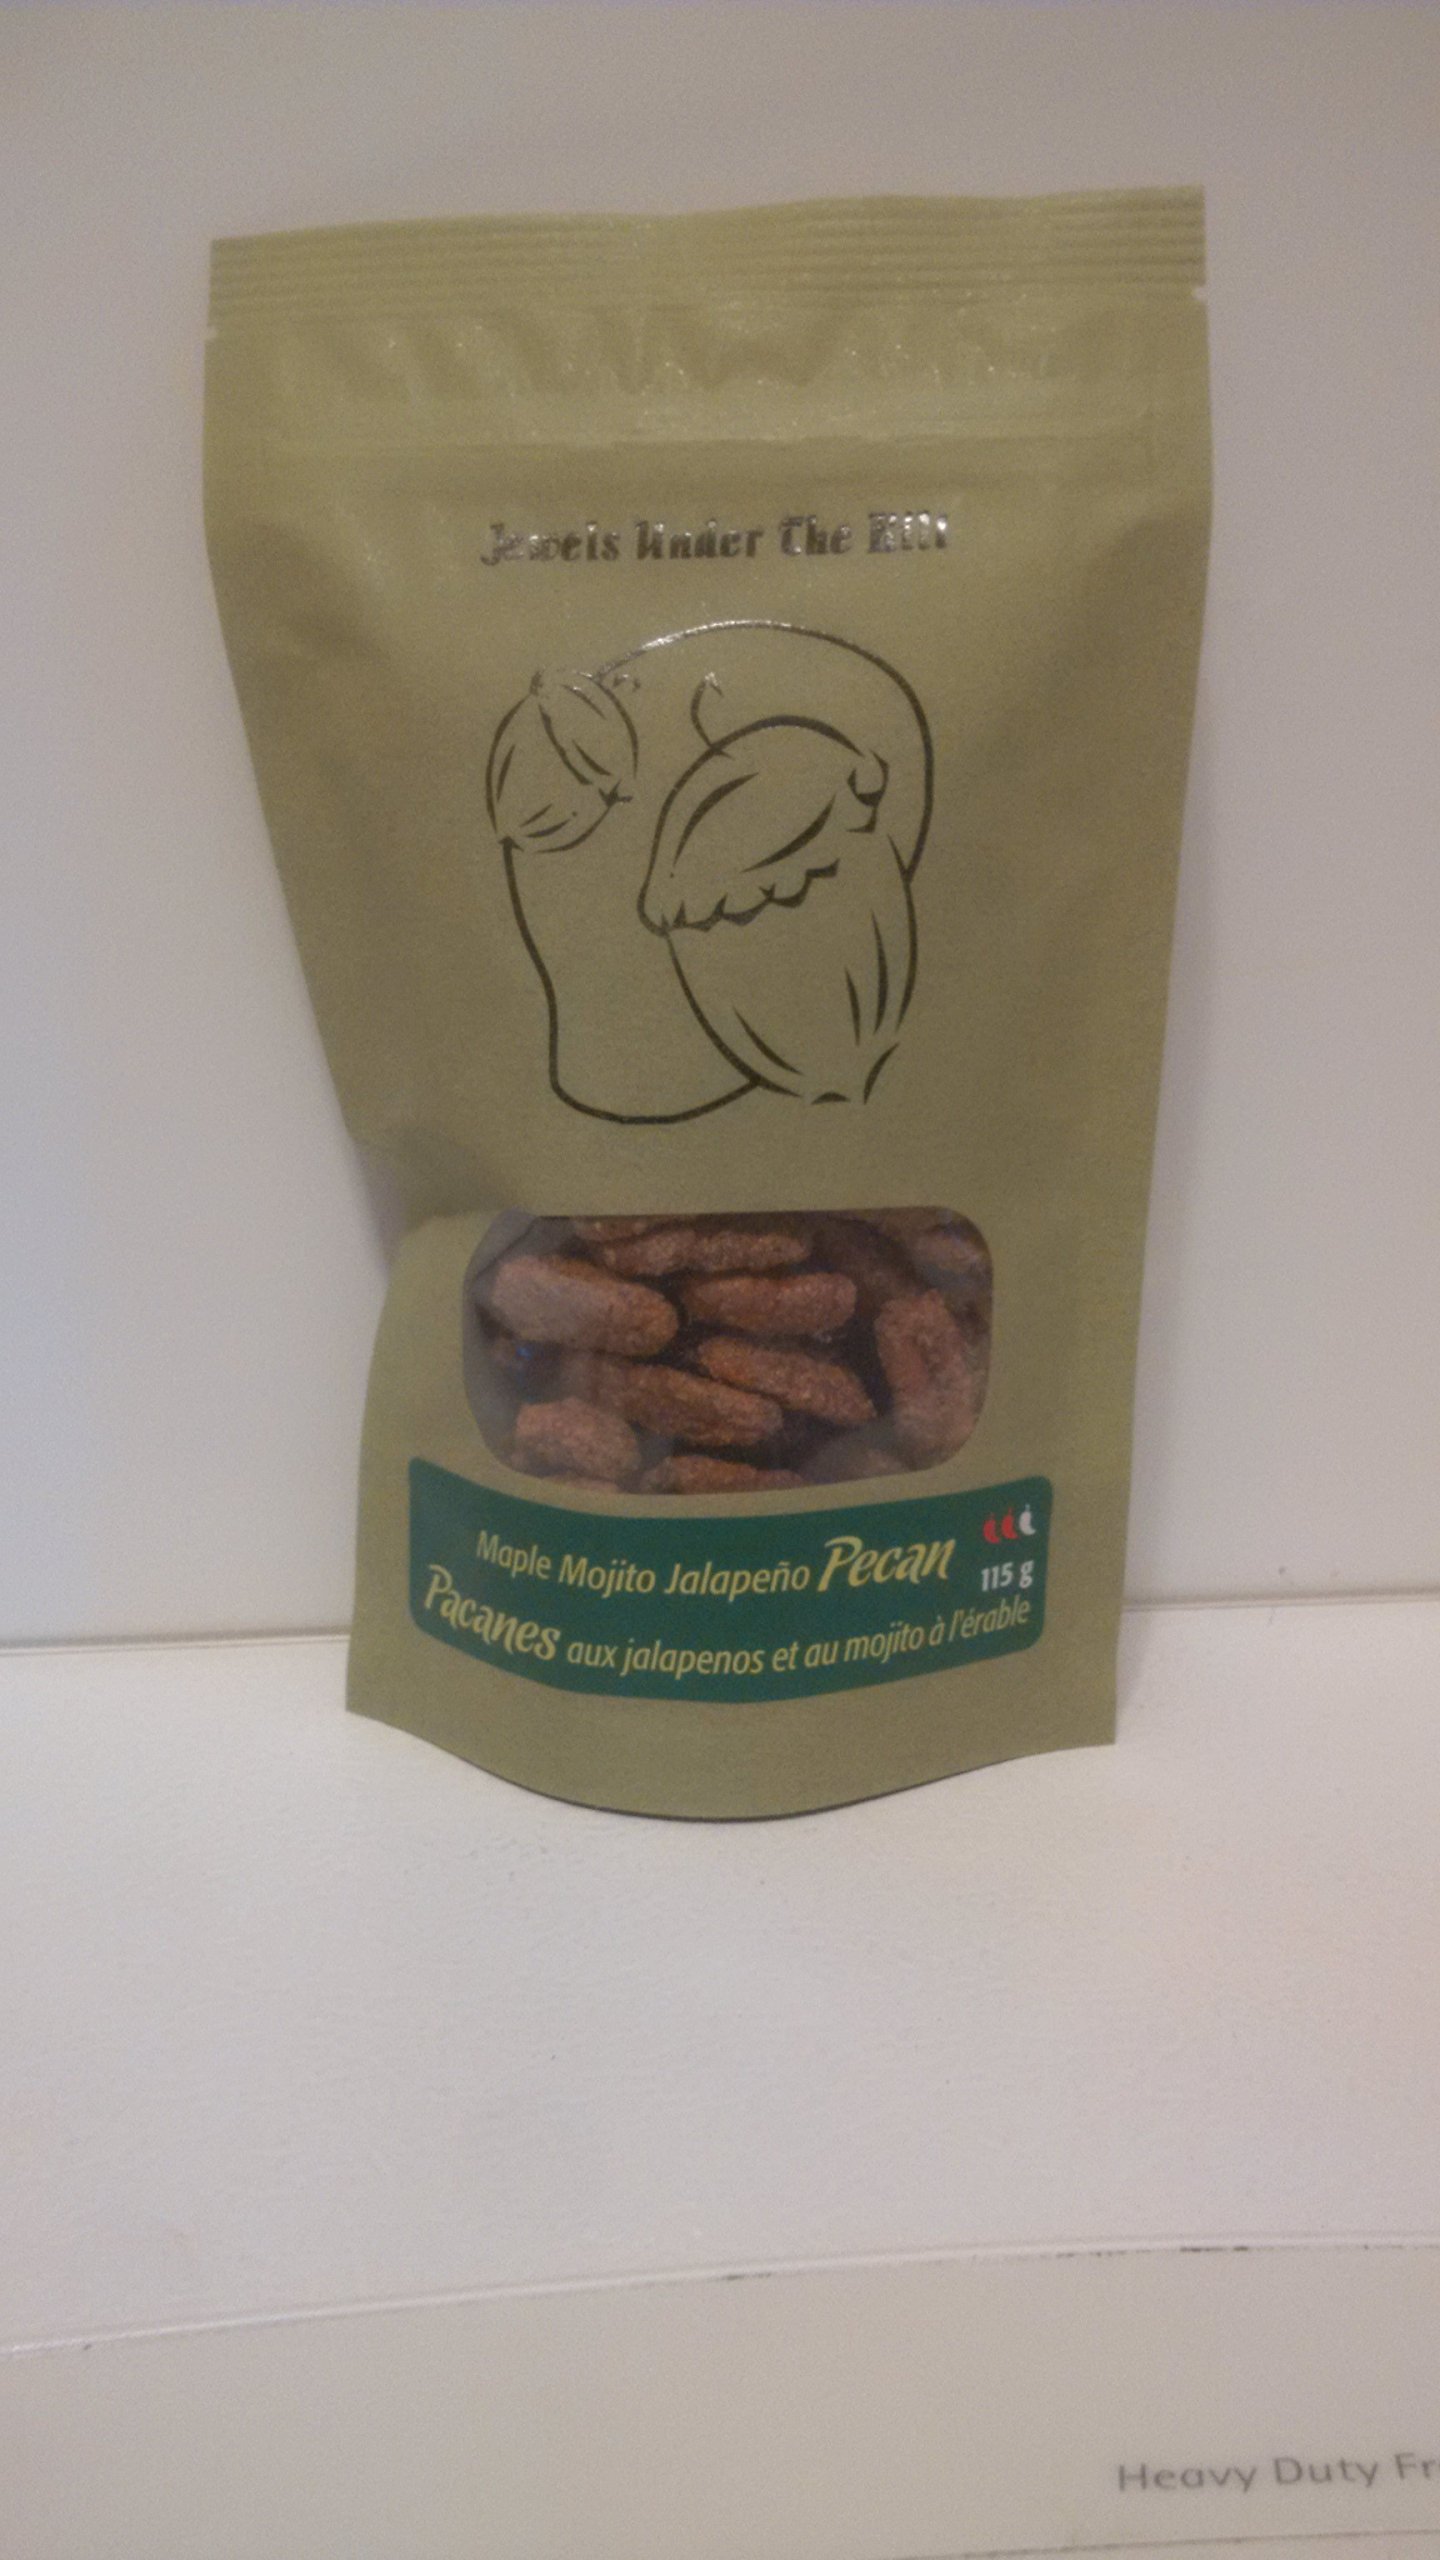 Jewels Under The Kilt
Maple Mojito Jalapeño Pecan
115 g
Pacanes aux jalapenos et au mojito à l'érable
Heavy Duty Fr